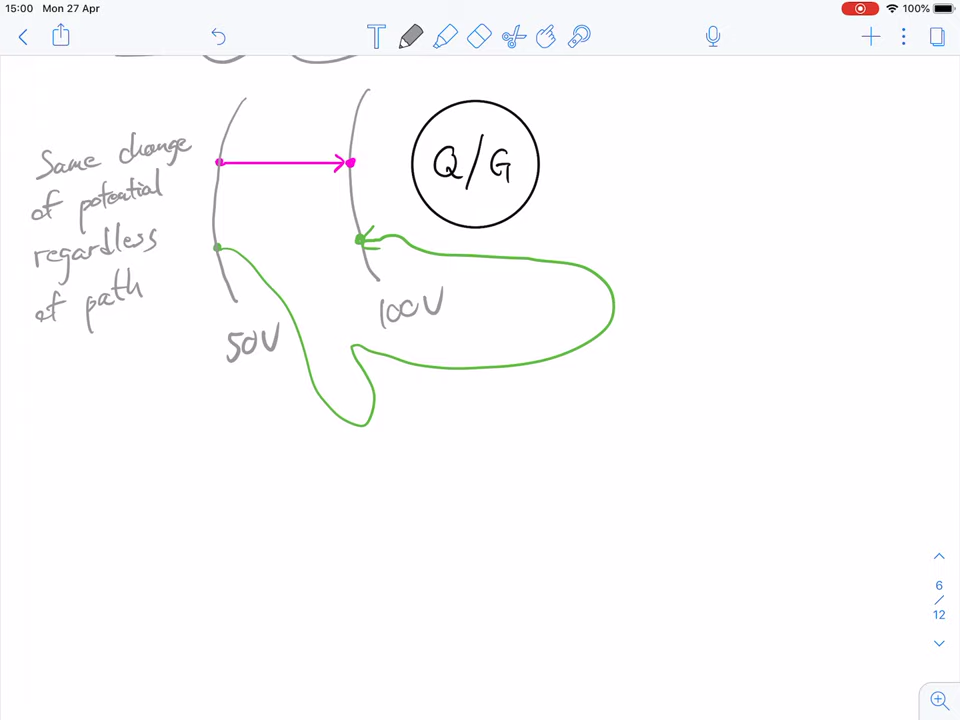 15:00 Mon 27 Apr
100%
Same change
of potential
regardless
of path
Q/G
100V
50V
6
/
12